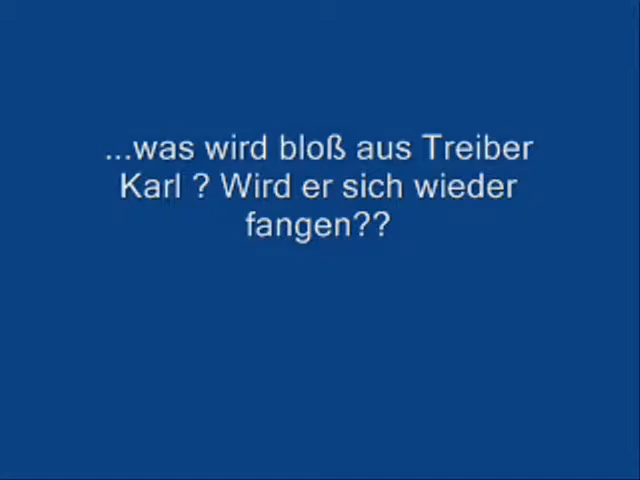 ...was wird bloß aus Treiber
Karl ? Wird er sich wieder
fangen??